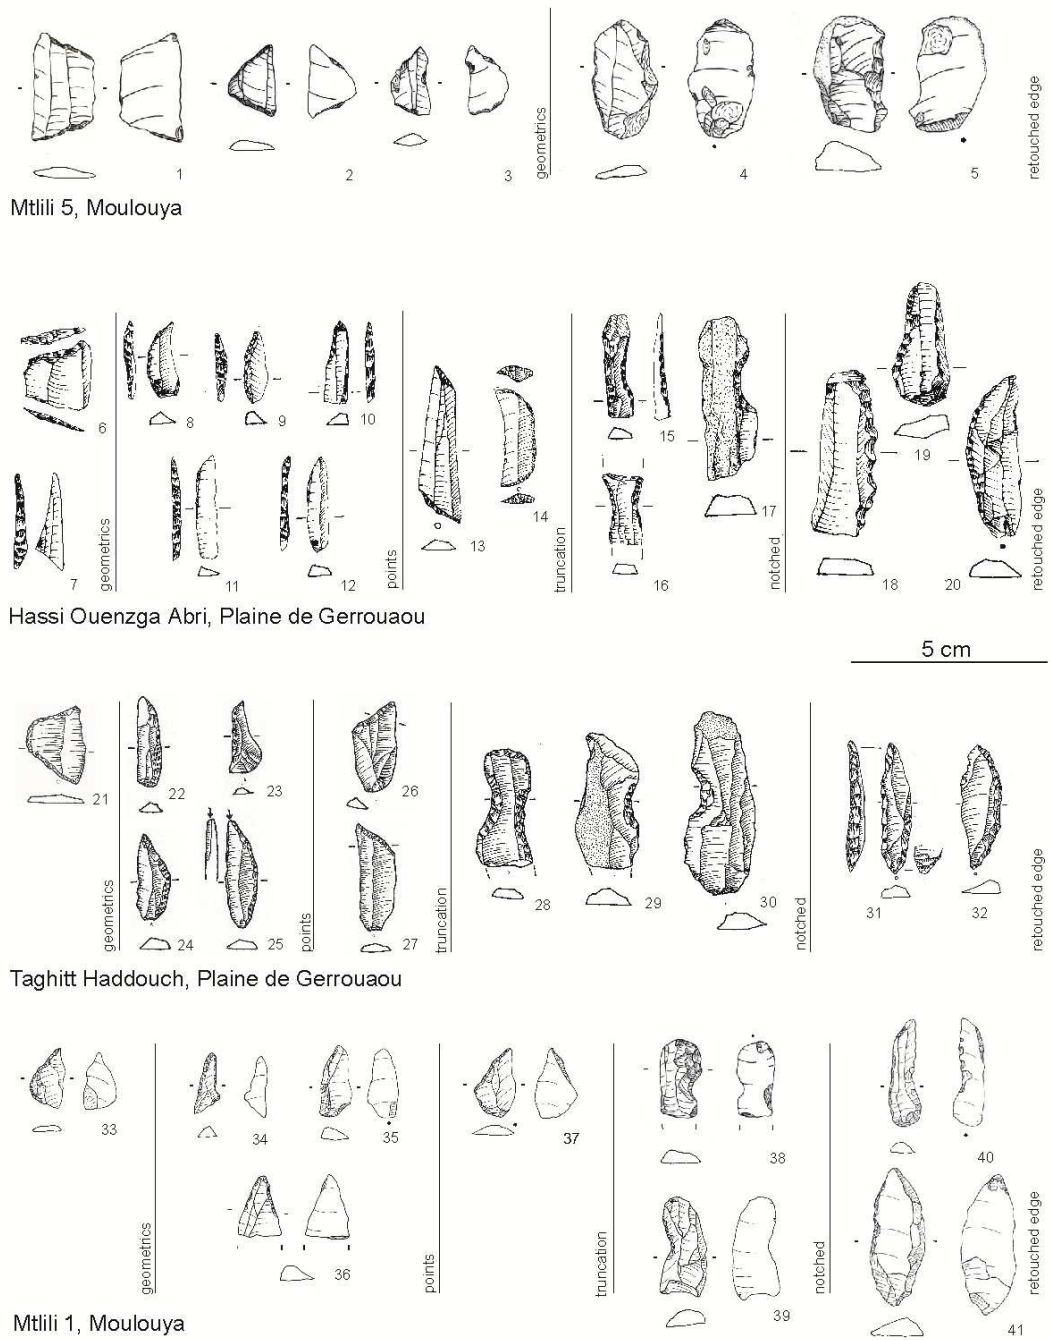 1 2 3 geometrics 4 5 retouched edge
Mtlili 5, Moulouya
6 7 geometrics
8 9 10
11 12 points
13 14 truncation
15 16 17 notched
18 19 20 retouched edge
Hassi Ouenzga Abri, Plaine de Gerrouaou
5 cm
21 geometrics
22 23
24 25 points
26 27 truncation
28 29 30 notched
31 32 retouched edge
Taghitt Haddouch, Plaine de Gerrouaou
33 geometrics
34 35
36 points
37 truncation
38
39 notched
40
41 retouched edge
Mtlili 1, Moulouya